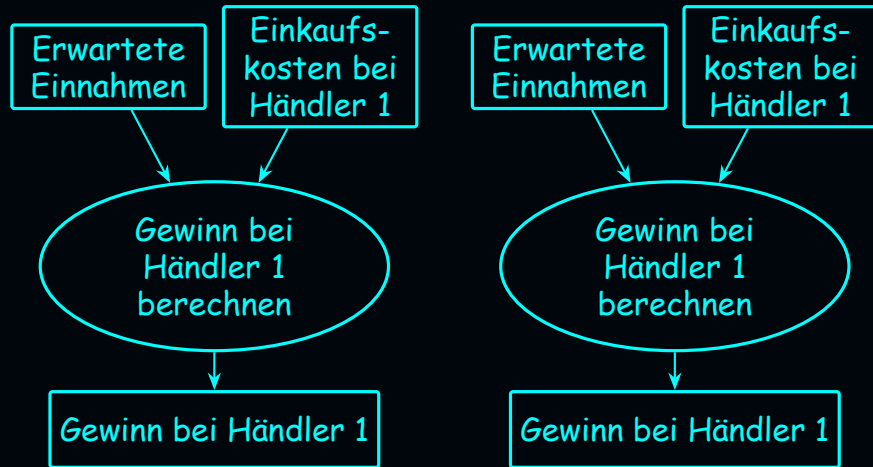 Erwartete
Einnahmen
Einkaufs-
kosten bei
Händler 1
Gewinn bei
Händler 1
berechnen
Gewinn bei Händler 1
Erwartete
Einnahmen
Einkaufs-
kosten bei
Händler 1
Gewinn bei
Händler 1
berechnen
Gewinn bei Händler 1